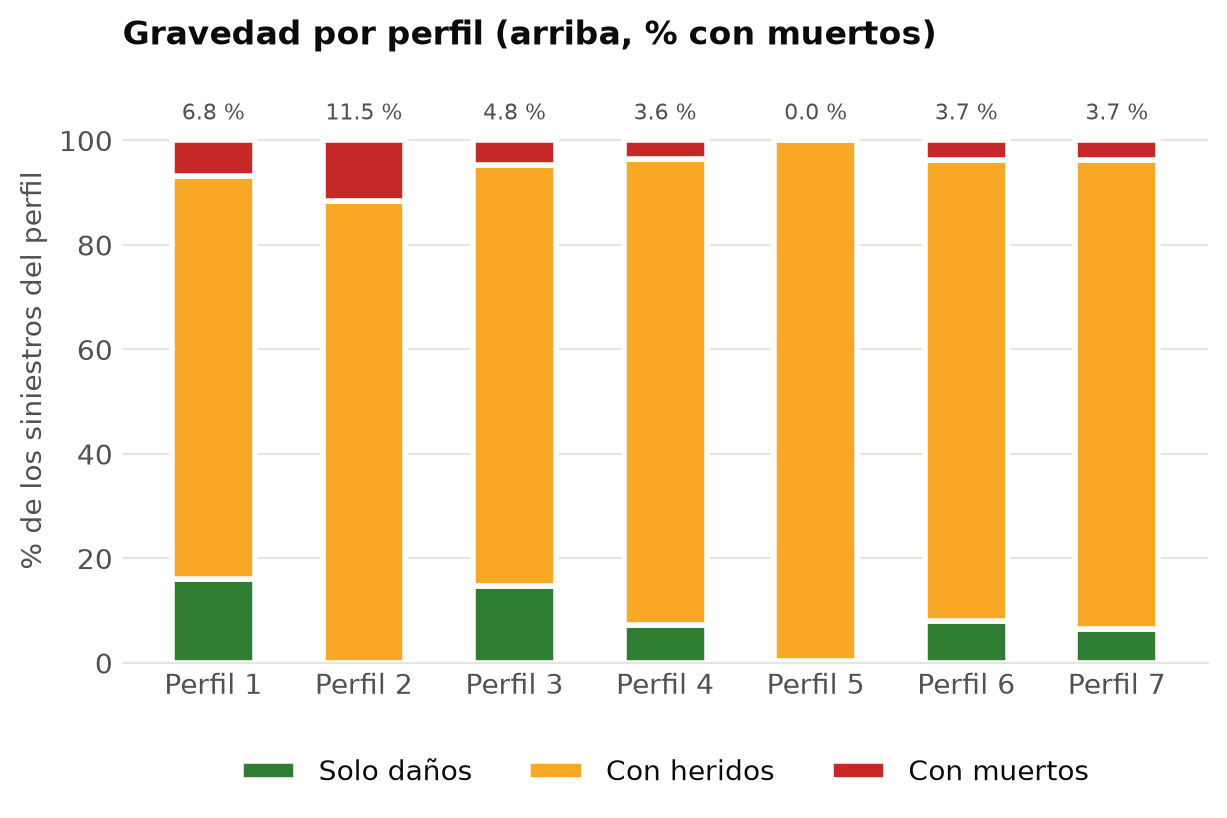 Gravedad por perfil (arriba, % con muertos)
6.8 % 11.5 % 4.8 % 3.6 % 0.0 % 3.7 % 3.7 %
% de los siniestros del perfil
100
80
60
40
20
0
Perfil 1 Perfil 2 Perfil 3 Perfil 4 Perfil 5 Perfil 6 Perfil 7
Solo daños Con heridos Con muertos